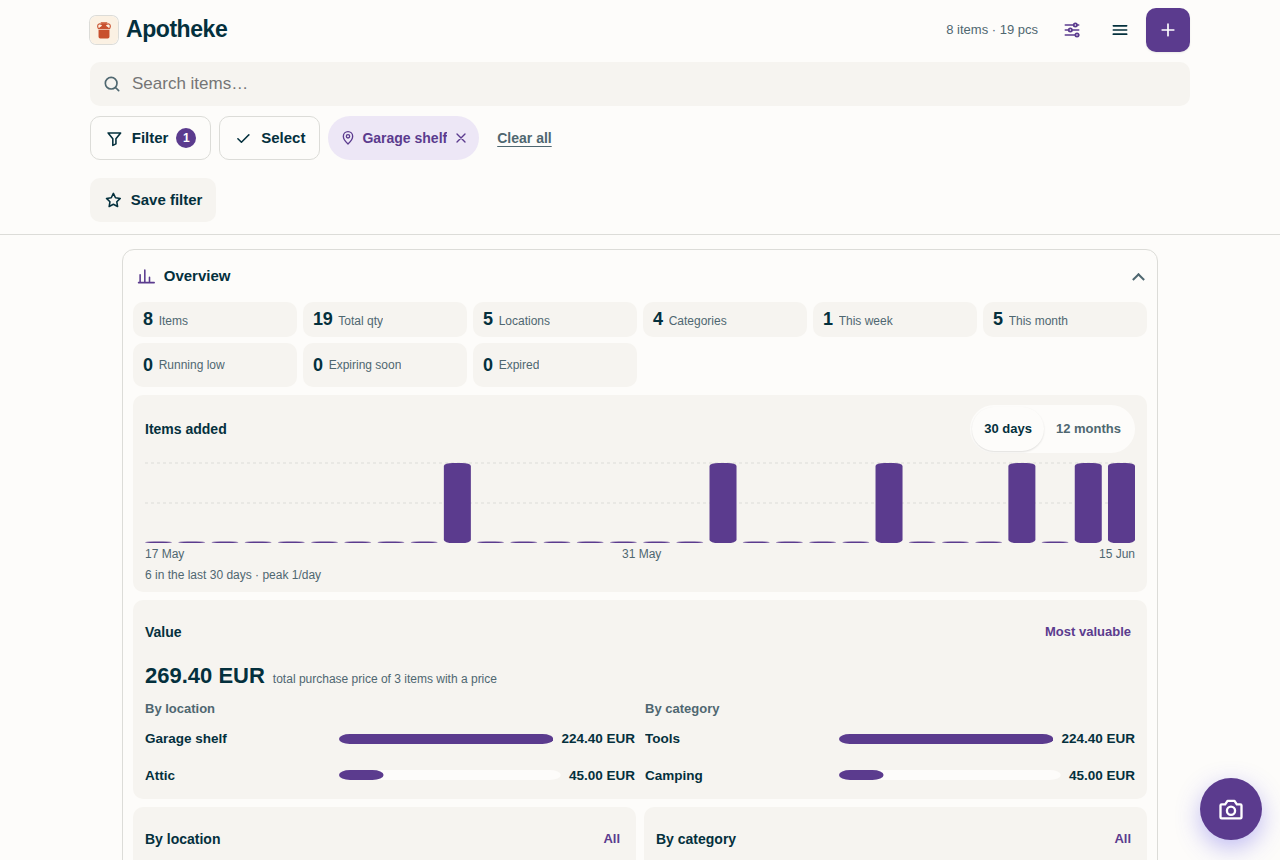 Apotheke
8 items · 19 pcs
Search items…
Filter 1
Select
Garage shelf
Clear all
Save filter
Overview
8 Items
19 Total qty
5 Locations
4 Categories
1 This week
5 This month
0 Running low
0 Expiring soon
0 Expired
Items added
30 days
12 months
17 May
31 May
15 Jun
6 in the last 30 days · peak 1/day
Value
Most valuable
269.40 EUR total purchase price of 3 items with a price
By location
By category
Garage shelf 224.40 EUR
Tools 224.40 EUR
Attic 45.00 EUR
Camping 45.00 EUR
By location
All
By category
All